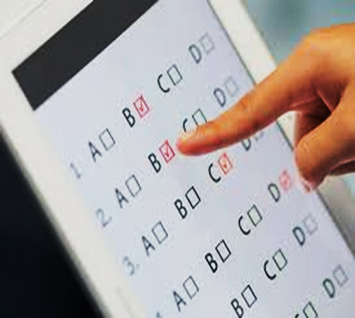 1. A☐ B☑ C☐ D☐
2. A☐ B☑ C☐ D☐
3. A☐ B☐ C☑ D☐
A☐ B☐ C☐ D☑
B☐ C☐ D☐
C☐ D☐